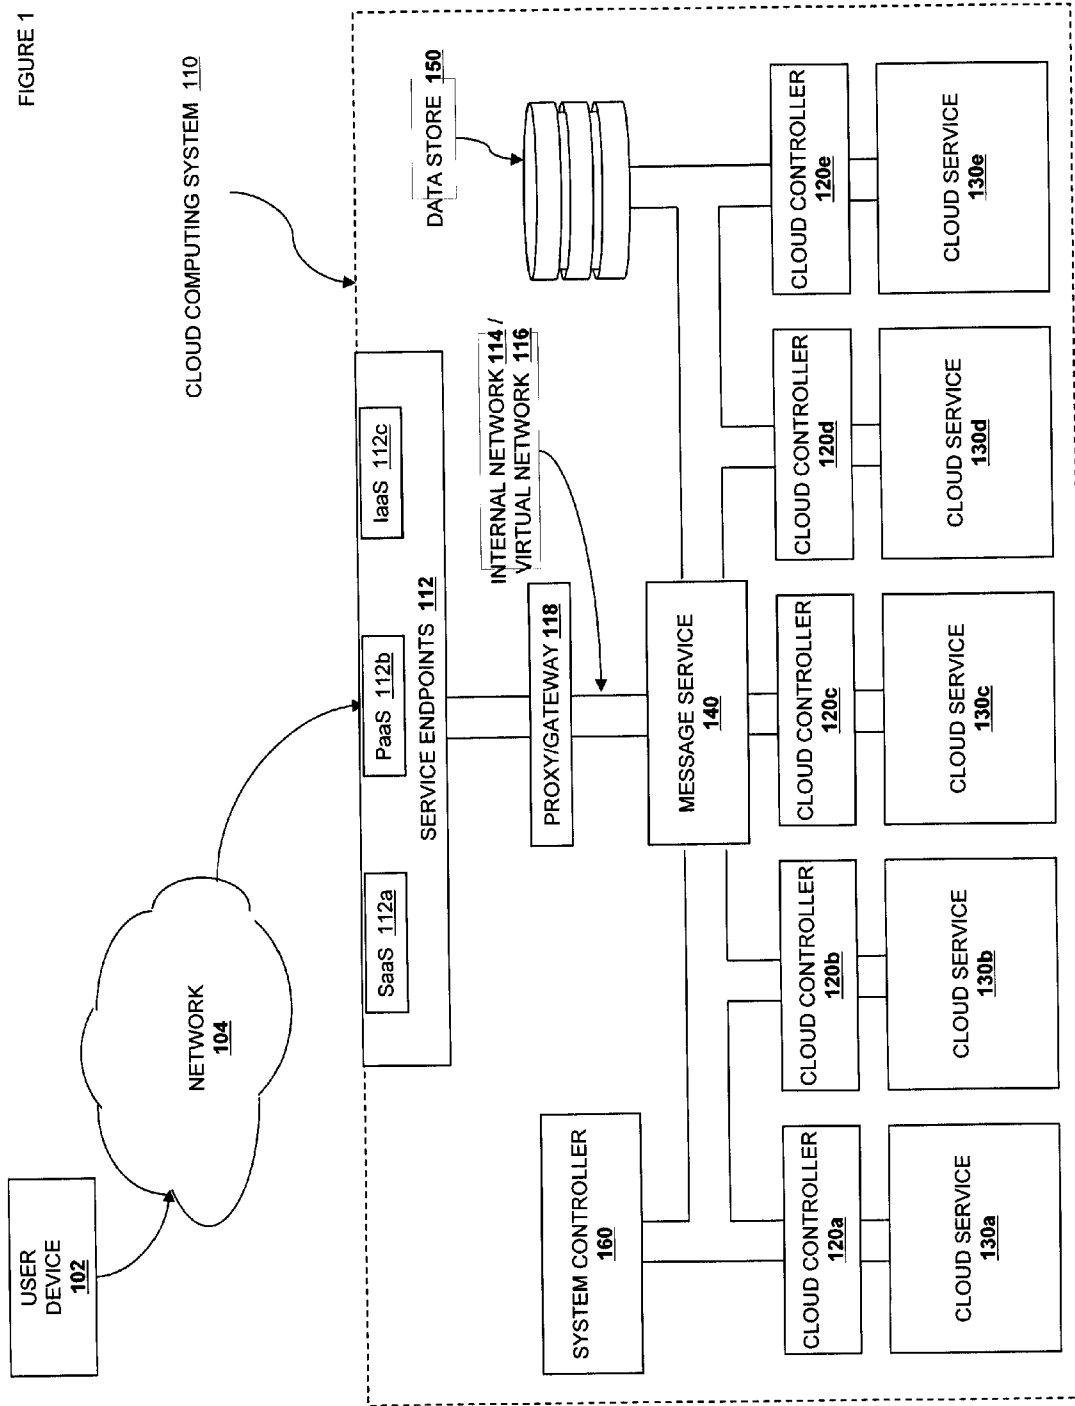 FIGURE 1
CLOUD COMPUTING SYSTEM 110
USER
DEVICE
102
NETWORK
104
SaaS 112a
PaaS 112b
IaaS 112c
SERVICE ENDPOINTS 112
DATA STORE 150
INTERNAL NETWORK 114 /
VIRTUAL NETWORK 116
PROXY/GATEWAY 118
SYSTEM CONTROLLER
160
MESSAGE SERVICE
140
CLOUD CONTROLLER
120a
CLOUD CONTROLLER
120b
CLOUD CONTROLLER
120c
CLOUD CONTROLLER
120d
CLOUD CONTROLLER
120e
CLOUD SERVICE
130a
CLOUD SERVICE
130b
CLOUD SERVICE
130c
CLOUD SERVICE
130d
CLOUD SERVICE
130e